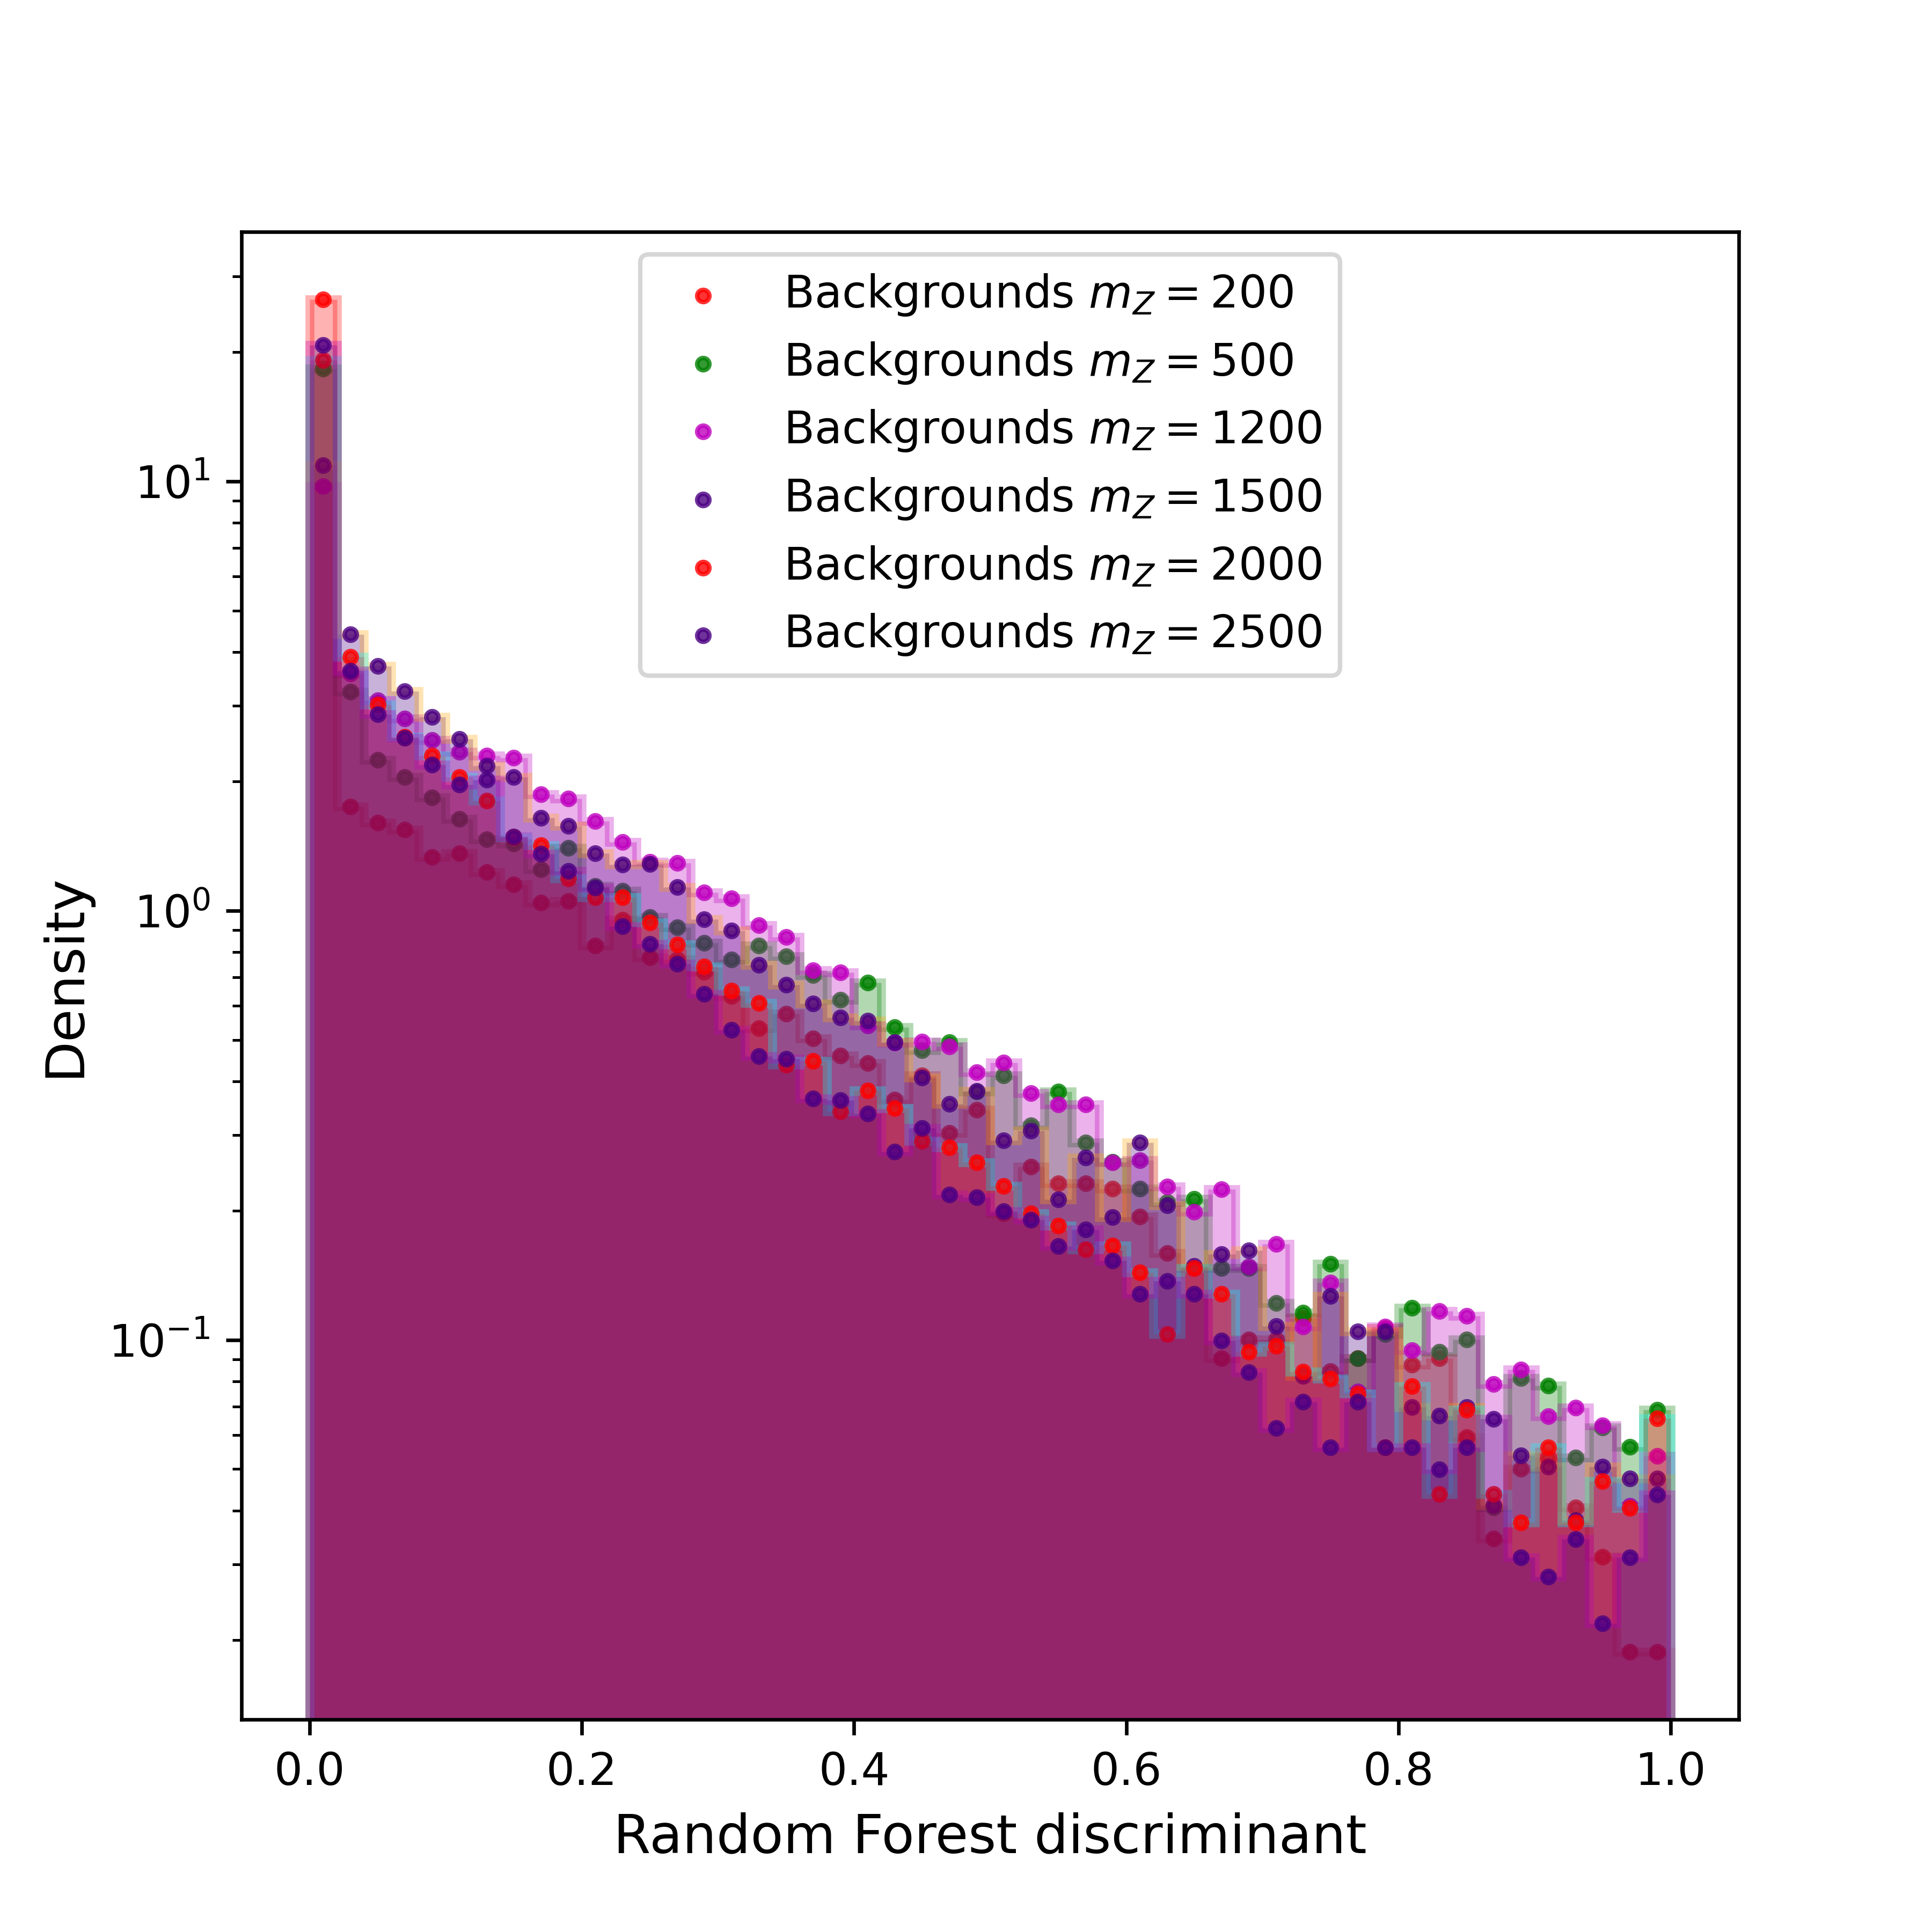 Backgrounds m_Z = 200
Backgrounds m_Z = 500
Backgrounds m_Z = 1200
Backgrounds m_Z = 1500
Backgrounds m_Z = 2000
Backgrounds m_Z = 2500
10^1
10^0
10^−1
Density
0.0 0.2 0.4 0.6 0.8 1.0
Random Forest discriminant